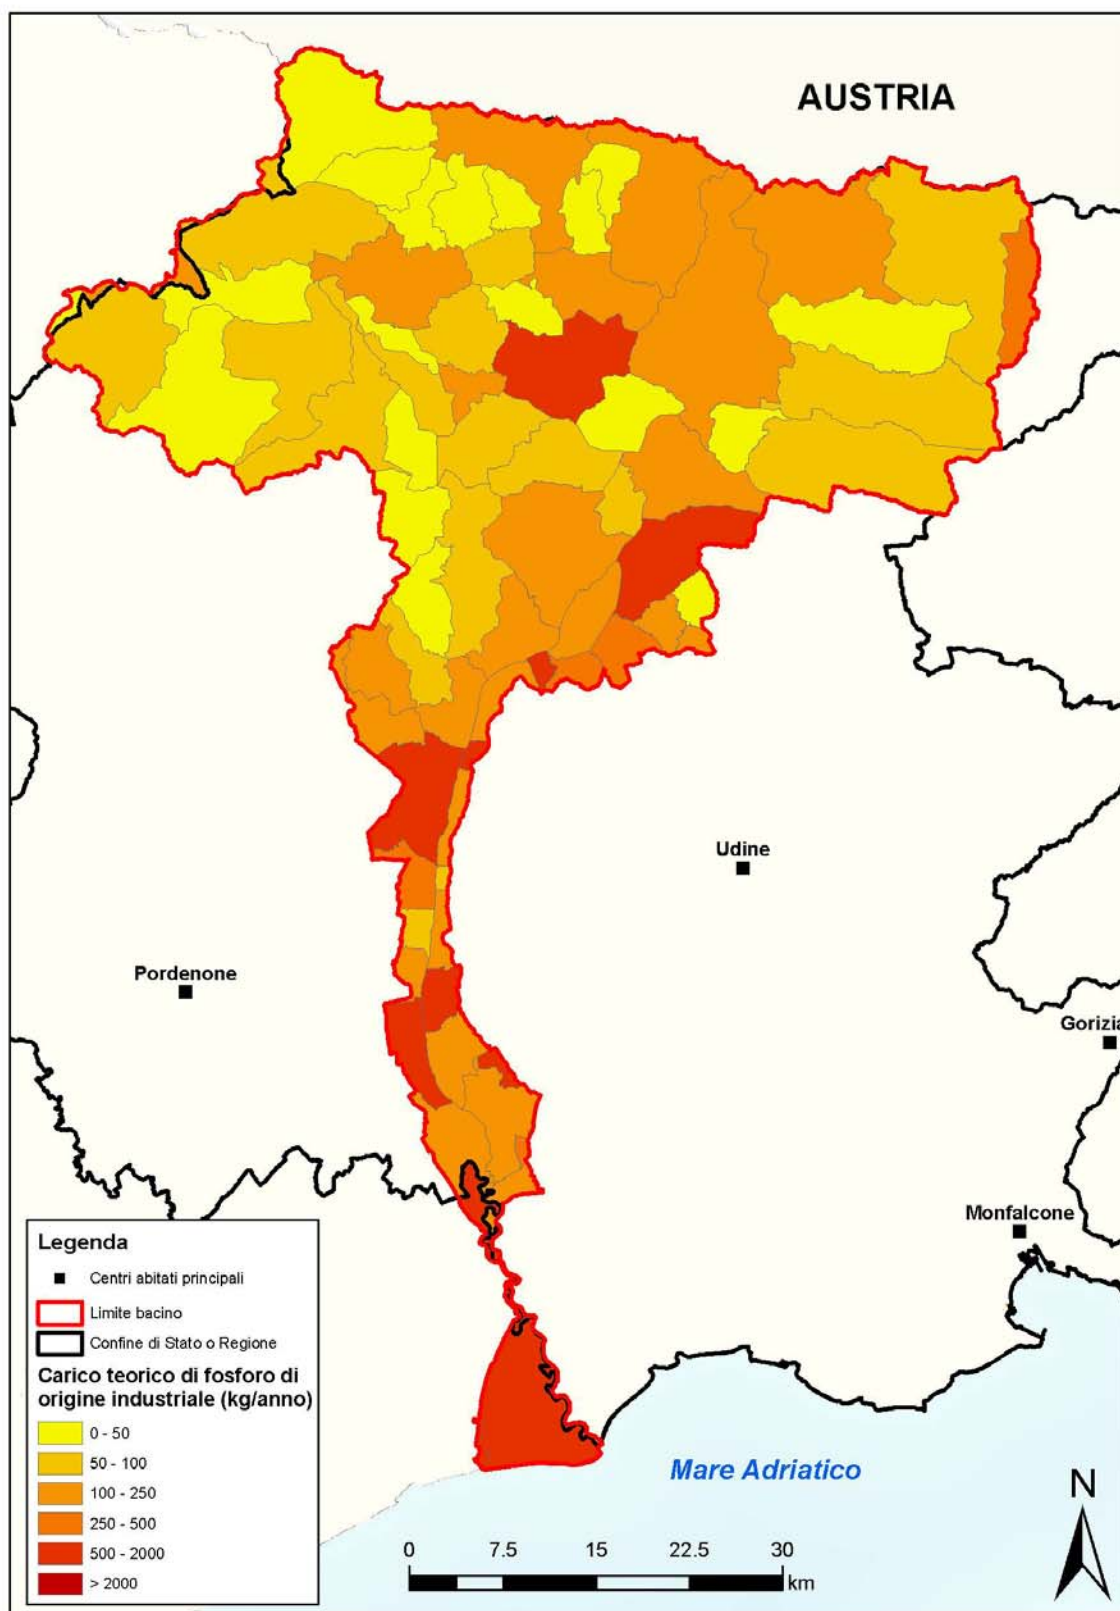 AUSTRIA
Udine
Pordenone
Gorizia
Monfalcone
Legenda
Centri abitati principali
Limite bacino
Confine di Stato o Regione
Carico teorico di fosforo di
origine industriale (kg/anno)
0 - 50
50 - 100
100 - 250
250 - 500
500 - 2000
> 2000
Mare Adriatico
N
0 7.5 15 22.5 30
km